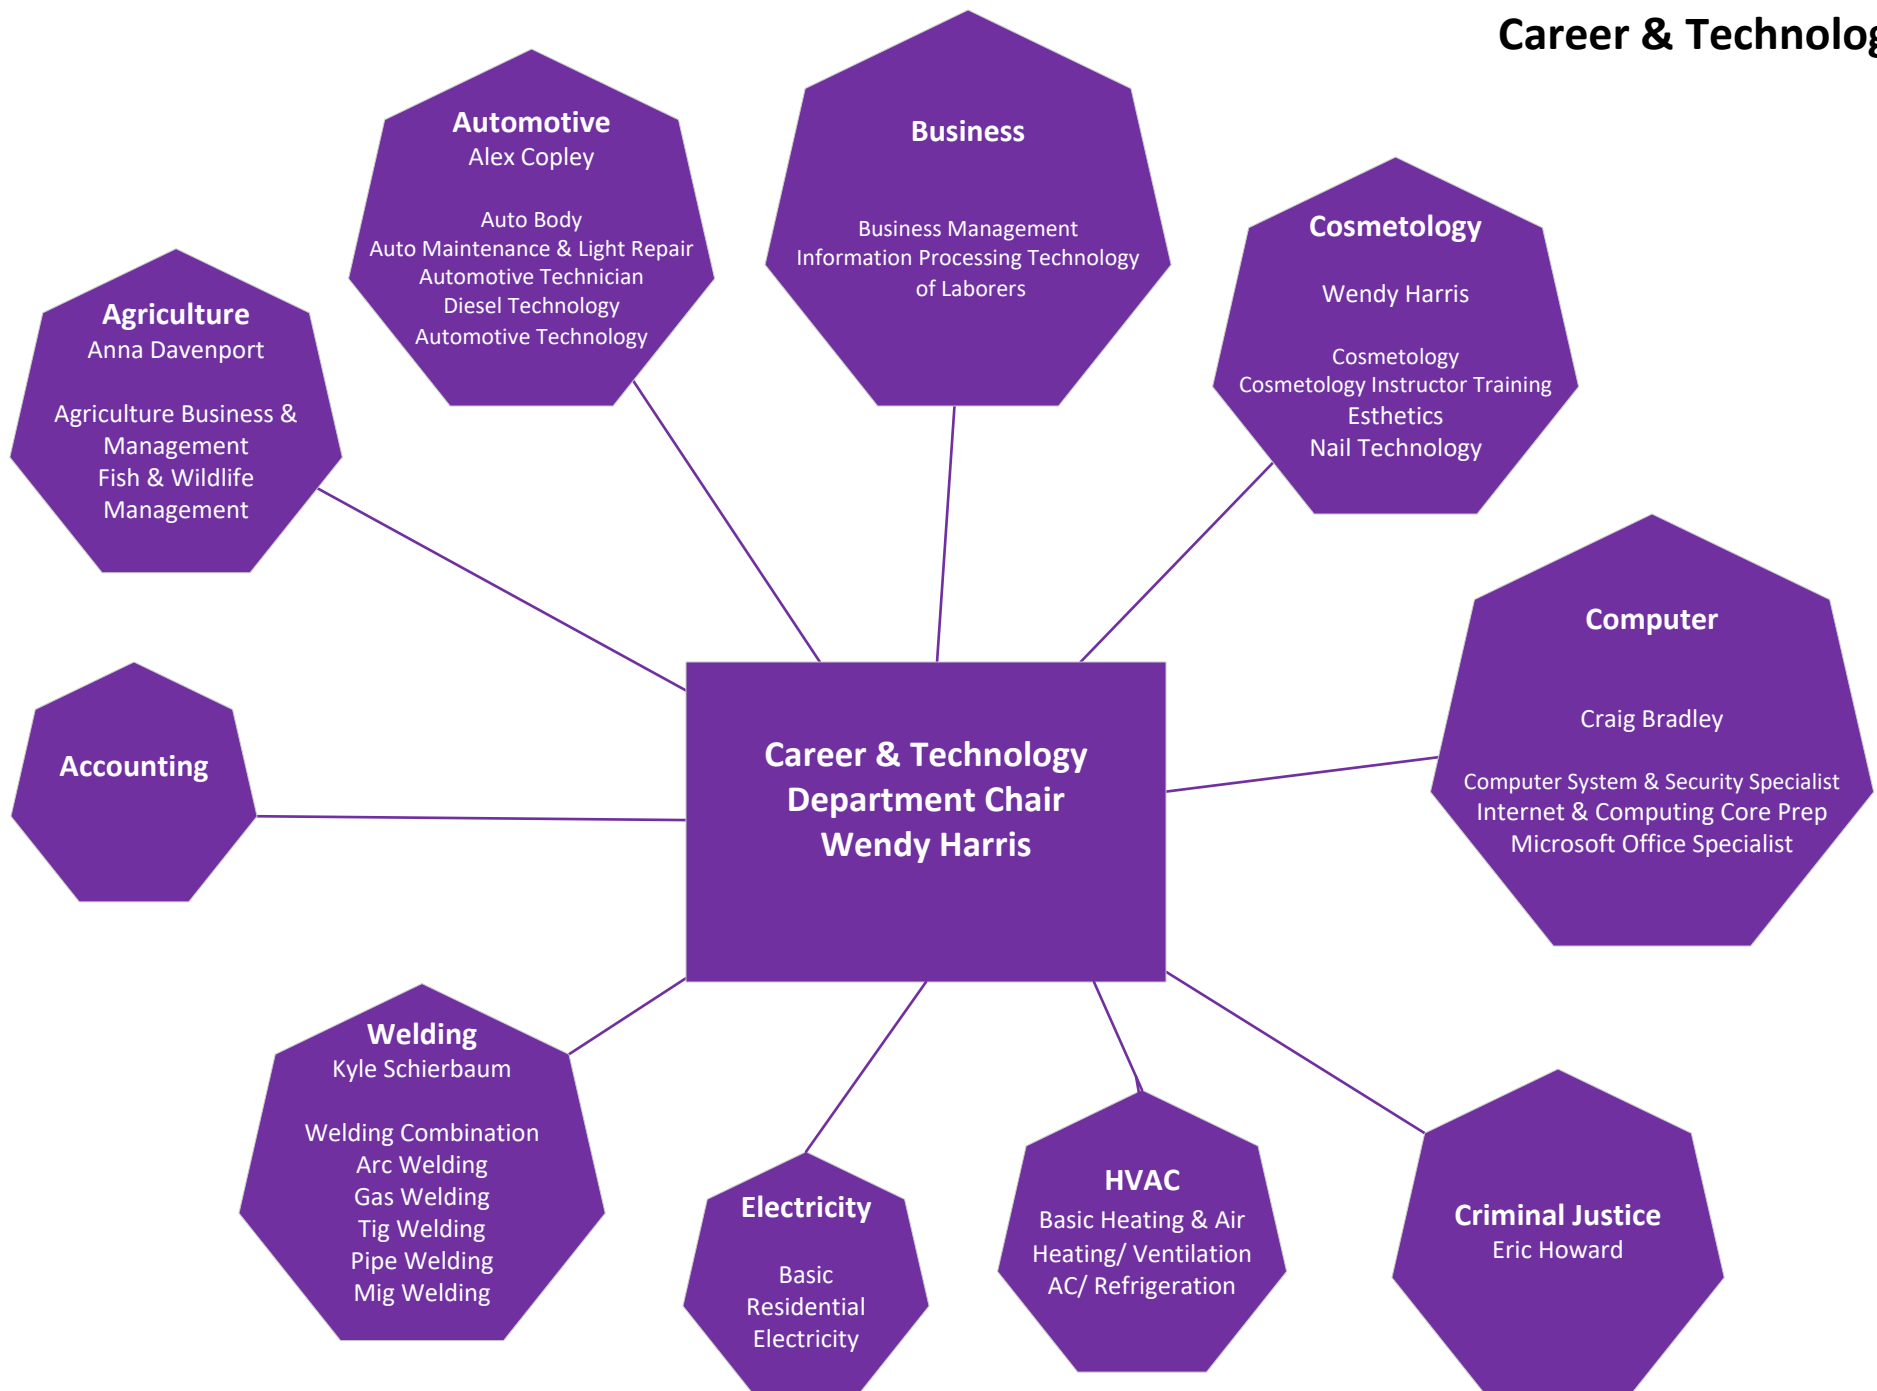 Career & Technolog
Automotive
Alex Copley
Auto Body
Auto Maintenance & Light Repair
Automotive Technician
Diesel Technology
Automotive Technology
Business
Business Management
Information Processing Technology
of Laborers
Cosmetology
Wendy Harris
Cosmetology
Cosmetology Instructor Training
Esthetics
Nail Technology
Agriculture
Anna Davenport
Agriculture Business &
Management
Fish & Wildlife
Management
Computer
Craig Bradley
Computer System & Security Specialist
Internet & Computing Core Prep
Microsoft Office Specialist
Accounting
Career & Technology
Department Chair
Wendy Harris
Welding
Kyle Schierbaum
Welding Combination
Arc Welding
Gas Welding
Tig Welding
Pipe Welding
Mig Welding
Electricity
Basic
Residential
Electricity
HVAC
Basic Heating & Air
Heating/ Ventilation
AC/ Refrigeration
Criminal Justice
Eric Howard